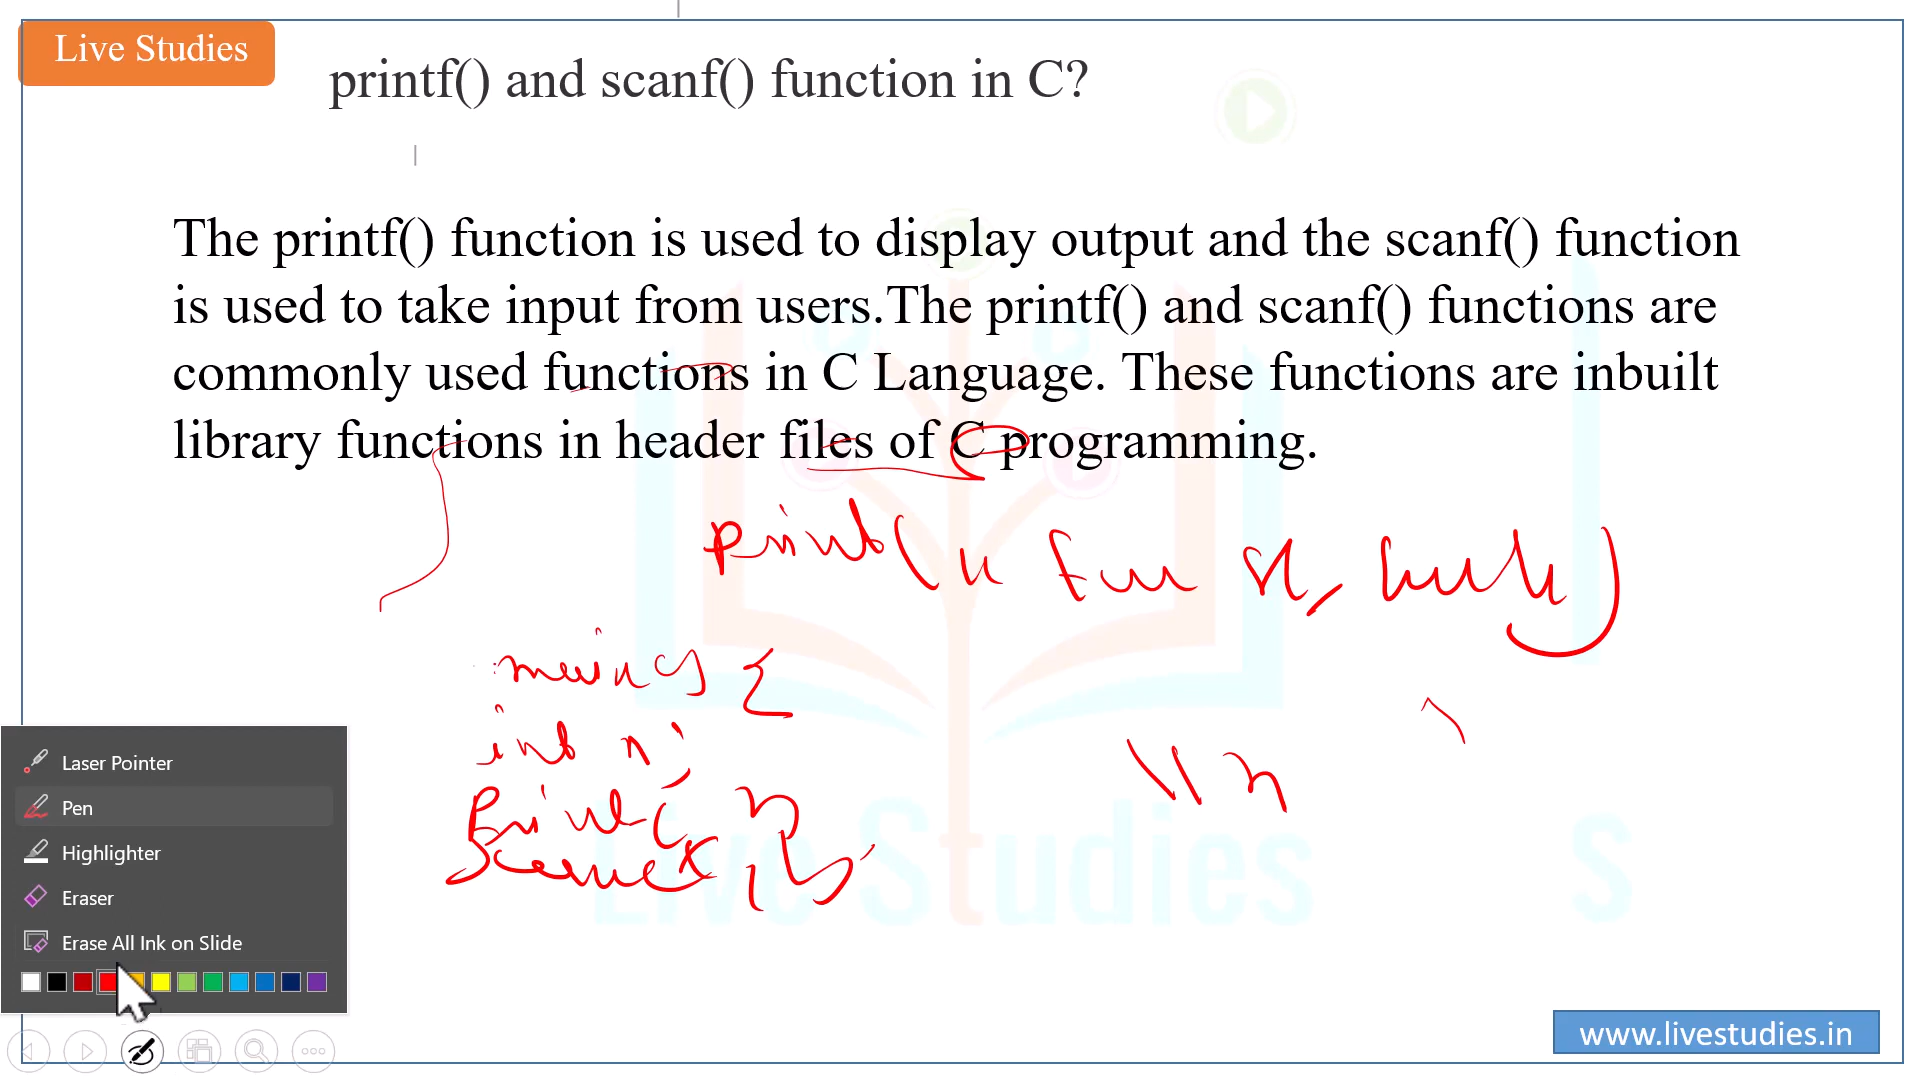 Live Studies
printf() and scanf() function in C?
The printf() function is used to display output and the scanf() function
is used to take input from users.The printf() and scanf() functions are
commonly used functions in C Language. These functions are inbuilt
library functions in header files of C programming.
int n;
Live Studies S
Laser Pointer
Pen
Highlighter
Eraser
Erase All Ink on Slide
www.livestudies.in